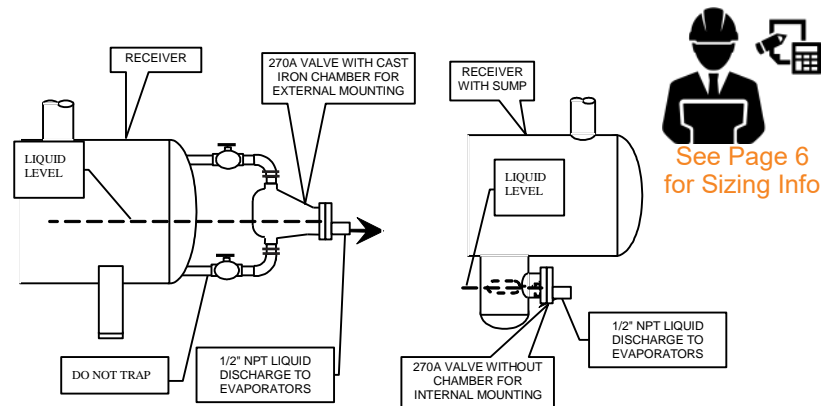 RECEIVER
270A VALVE WITH CAST
IRON CHAMBER FOR
EXTERNAL MOUNTING
LIQUID
LEVEL
DO NOT TRAP
1/2" NPT LIQUID
DISCHARGE TO
EVAPORATORS
RECEIVER
WITH SUMP
LIQUID
LEVEL
270A VALVE WITHOUT
CHAMBER FOR
INTERNAL MOUNTING
1/2" NPT LIQUID
DISCHARGE TO
EVAPORATORS
See Page 6
for Sizing Info